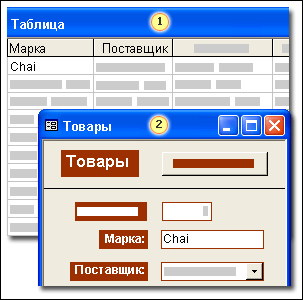 Таблица 1
Марка Поставщик
Chai
Товары 2
Товары
Марка: Chai
Поставщик: